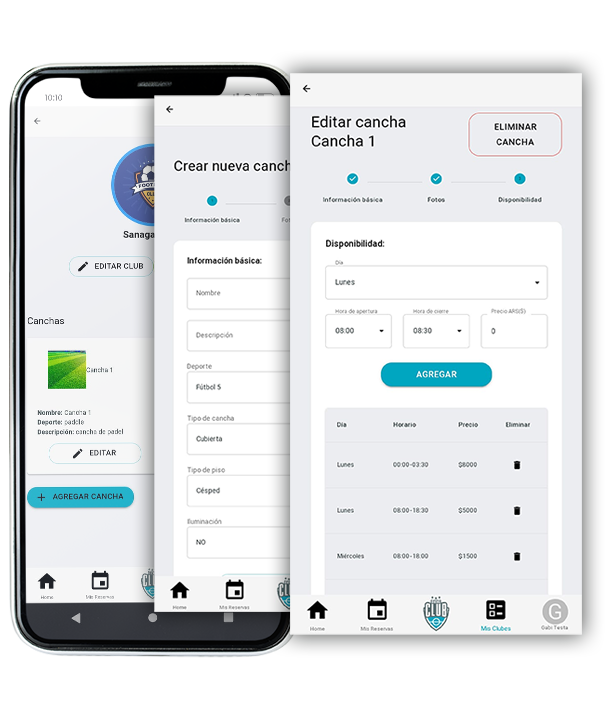 10:10
Sanaga
EDITAR CLUB
Canchas
Cancha 1
Nombre: Cancha 1
Deporte: padole
Descripción: cancha de padel
EDITAR
+ AGREGAR CANCHA
Home
Mis Reservas
Crear nueva canch
Información básica
Fo
Información básica:
Nombre
Descripción
Deporte
Fútbol 5
Tipo de cancha
Cubierta
Tipo de piso
Césped
Iluminación
NO
Home
Mis Reservas
Editar cancha
Cancha 1
ELIMINAR
CANCHA
Información básica
Fotos
Disponibilidad
Disponibilidad:
Día
Lunes
Hora de apertura
Hora de cierre
Precio ARS($)
08:00
08:30
0
AGREGAR
Día Horario Precio Eliminar
Lunes 00:00-03:30 $8000
Lunes 08:00-18:30 $5000
Miércoles 08:00-18:00 $1500
CLUB
G
Home
Mis Reservas
Mis Clubes
Gabi Testa